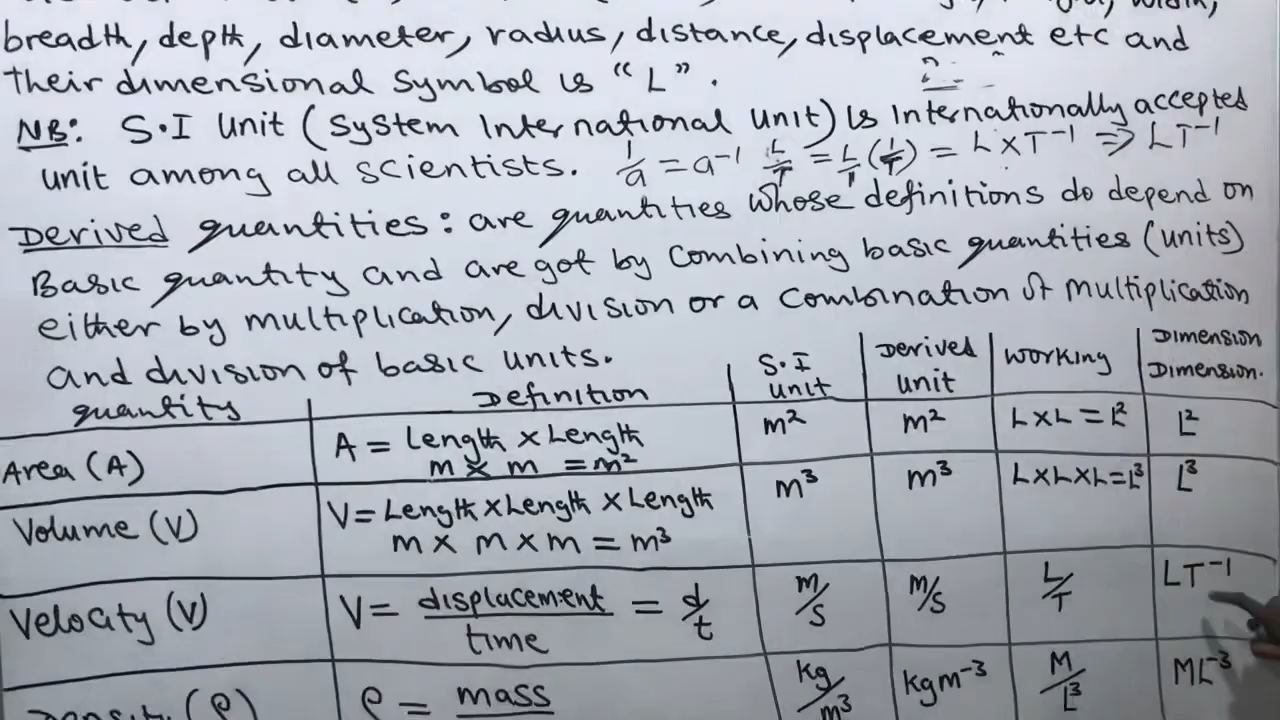 breadth, depth, diameter, radius, distance, displacement etc and
their dimensional symbol is "L".
NB: S.I Unit (System International Unit) is Internationally accepted
unit among all scientists. 1/a = a⁻¹ L/T = L/1 (1/T) = L×T⁻¹ ⇒ LT⁻¹
Derived quantities: are quantities whose definitions do depend on
Basic quantity and are got by combining basic quantities (units)
either by multiplication, division or a combination of multiplication
and division of basic units.
quantity Definition S.I unit Derived unit working Dimension Dimension.
Area (A) A = Length × Length m² m² L×L = L² L²
m × m = m²
Volume (V) V = Length × Length × Length m³ m³ L×L×L = L³ L³
m × m × m = m³
Velocity (V) V = displacement/time = d/t m/s m/s L/T LT⁻¹
Density (ρ) ρ = mass kg/m³ kgm⁻³ M/L³ ML⁻³